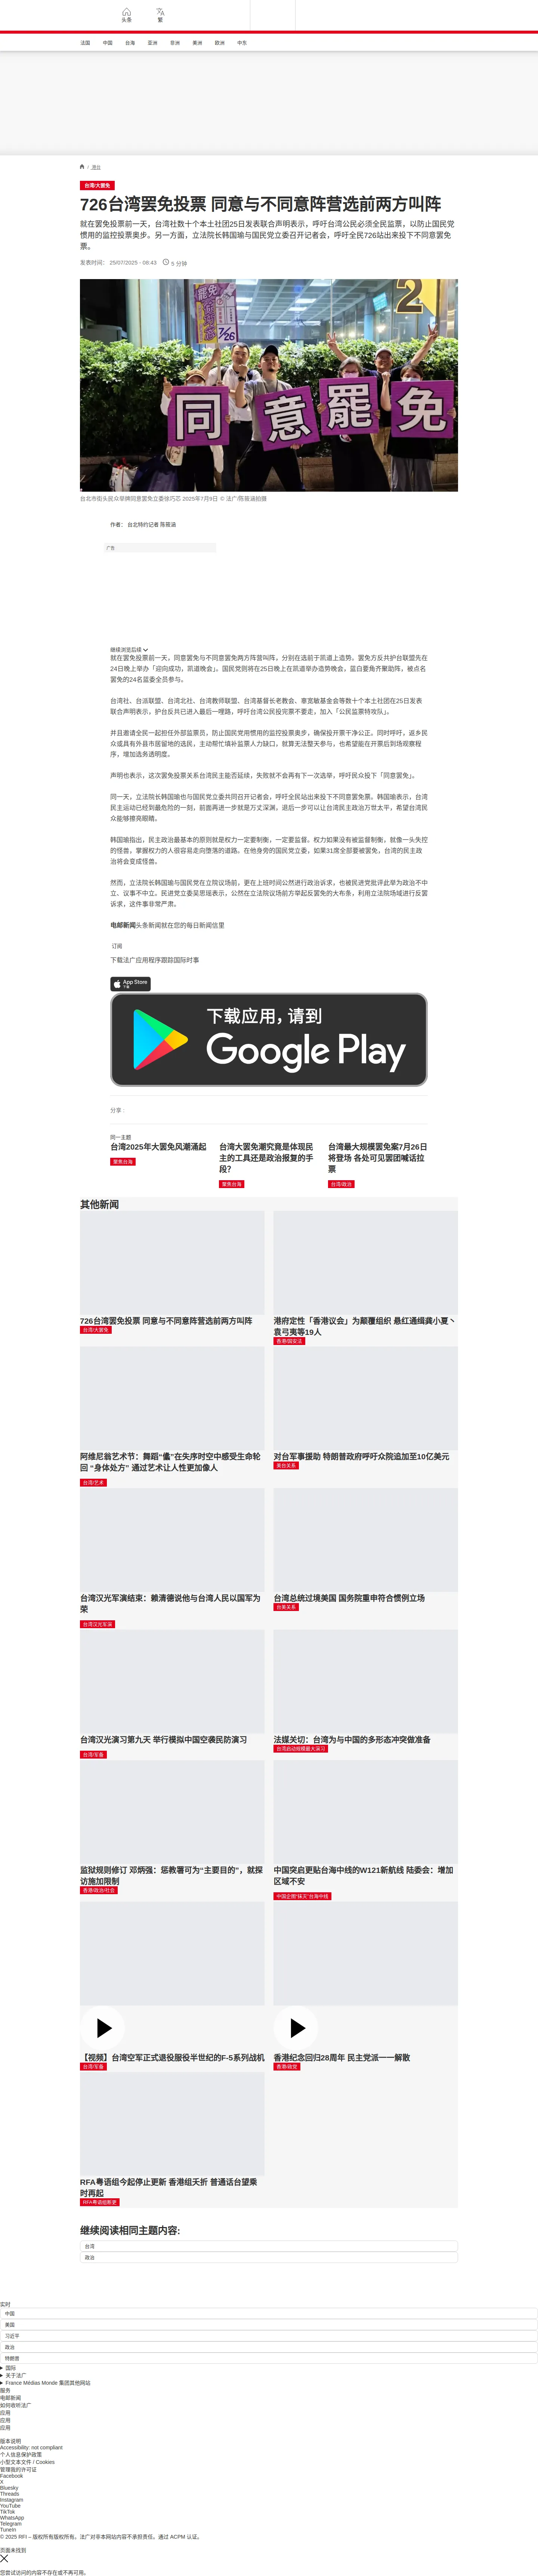 头条
繁
法国
中国
台海
亚洲
非洲
美洲
欧洲
中东
/ 港台
台湾/大罢免
726台湾罢免投票 同意与不同意阵营选前两方叫阵
就在罢免投票前一天，台湾社数十个本土社团25日发表联合声明表示，呼吁台湾公民必须全民监票，以防止国民党
惯用的监控投票奥步。另一方面，立法院长韩国瑜与国民党立委召开记者会，呼吁全民726站出来投下不同意罢免
票。
发表时间： 25/07/2025 - 08:43
5 分钟
罢免
7/26
2
同意罢免
台北市街头民众举牌同意罢免立委徐巧芯 2025年7月9日 © 法广/陈筱涵拍摄
作者： 台北特约记者 陈筱涵
广告
继续浏览后续
就在罢免投票前一天，同意罢免与不同意罢免两方阵营叫阵，分别在选前于凯道上造势。罢免方反共护台联盟先在
24日晚上举办「迎向成功，凯道晚会」。国民党则将在25日晚上在凯道举办造势晚会，蓝白要角齐聚助阵，被点名
罢免的24名蓝委全员参与。
台湾社、台派联盟、台湾北社、台湾教师联盟、台湾基督长老教会、辜宽敏基金会等数十个本土社团在25日发表
联合声明表示，护台反共已进入最后一哩路，呼吁台湾公民投完票不要走，加入「公民监票特攻队」。
并且邀请全民一起担任外部监票员，防止国民党用惯用的监控投票奥步，确保投开票干净公正。同时呼吁，返乡民
众或具有外县市居留地的选民，主动帮忙填补监票人力缺口，就算无法整天参与，也希望能在开票后到场观察程
序，增加选务透明度。
声明也表示，这次罢免投票关系台湾民主能否延续，失败就不会再有下一次选举，呼吁民众投下「同意罢免」。
同一天，立法院长韩国瑜也与国民党立委共同召开记者会，呼吁全民站出来投下不同意罢免票。韩国瑜表示，台湾
民主运动已经到最危险的一刻，前面再进一步就是万丈深渊，退后一步可以让台湾民主政治万世太平，希望台湾民
众能够擦亮眼睛。
韩国瑜指出，民主政治最基本的原则就是权力一定要制衡，一定要监督。权力如果没有被监督制衡，就像一头失控
的怪兽，掌握权力的人很容易走向堕落的道路。在他身旁的国民党立委，如果31席全部要被罢免，台湾的民主政
治将会变成怪兽。
然而，立法院长韩国瑜与国民党在立院议场前，更在上班时间公然进行政治诉求，也被民进党批评此举为政治不中
立、议事不中立。民进党立委吴思瑶表示，公然在立法院议场前方举起反罢免的大布条，利用立法院场域进行反罢
诉求，这件事非常严肃。
电邮新闻头条新闻就在您的每日新闻信里
订阅
下载法广应用程序跟踪国际时事
App Store
下载
下载应用，请到
Google Play
分享 :
同一主题
台湾2025年大罢免风潮涌起
聚焦台海
台湾大罢免潮究竟是体现民
主的工具还是政治报复的手
段？
聚焦台海
台湾最大规模罢免案7月26日
将登场 各处可见罢团喊话拉
票
台湾/政治
其他新闻
726台湾罢免投票 同意与不同意阵营选前两方叫阵
台湾/大罢免
港府定性「香港议会」为颠覆组织 悬红通缉龚小夏丶
袁弓夷等19人
香港/国安法
阿维尼翁艺术节：舞蹈“儘”在失序时空中感受生命轮
回 “身体处方” 通过艺术让人性更加像人
台湾/艺术
对台军事援助 特朗普政府呼吁众院追加至10亿美元
美台关系
台湾汉光军演结束：赖清德说他与台湾人民以国军为
荣
台湾汉光军演
台湾总统过境美国 国务院重申符合惯例立场
台美关系
台湾汉光演习第九天 举行模拟中国空袭民防演习
台湾/军备
法媒关切：台湾为与中国的多形态冲突做准备
台湾启动规模最大演习
监狱规则修订 邓炳强：惩教署可为“主要目的”，就探
访施加限制
香港/政治/社会
中国突启更贴台海中线的W121新航线 陆委会：增加
区域不安
中国企图“抹灭”台海中线
【视频】台湾空军正式退役服役半世纪的F-5系列战机
台湾/军备
香港纪念回归28周年 民主党派一一解散
香港/政党
RFA粤语组今起停止更新 香港组夭折 普通话台望乘
时再起
RFA粤语组断更
继续阅读相同主题内容:
台湾
政治
实时
中国
美国
习近平
政治
特朗普
国际
关于法广
France Médias Monde 集团其他网站
服务
电邮新闻
如何收听法广
应用
应用
应用
版本说明
Accessibility: not compliant
个人信息保护政策
小型文本文件 / Cookies
管理我的许可证
Facebook
X
Bluesky
Threads
Instagram
YouTube
TikTok
WhatsApp
Telegram
TuneIn
© 2025 RFI – 版权所有版权所有。法广对非本网站内容不承担责任。通过 ACPM 认证。
页面未找到
您尝试访问的内容不存在或不再可用。